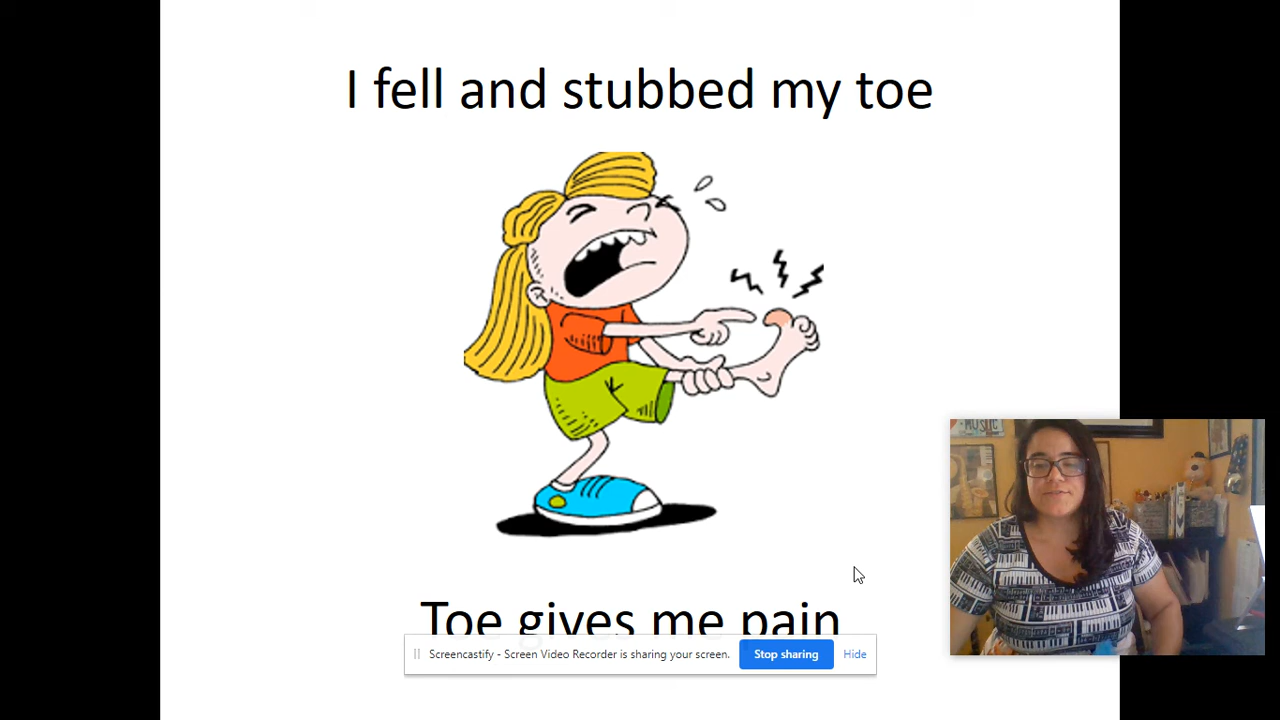 I fell and stubbed my toe
MUSIC
Toe gives me pain
Screencastify - Screen Video Recorder is sharing your screen.
Stop sharing
Hide